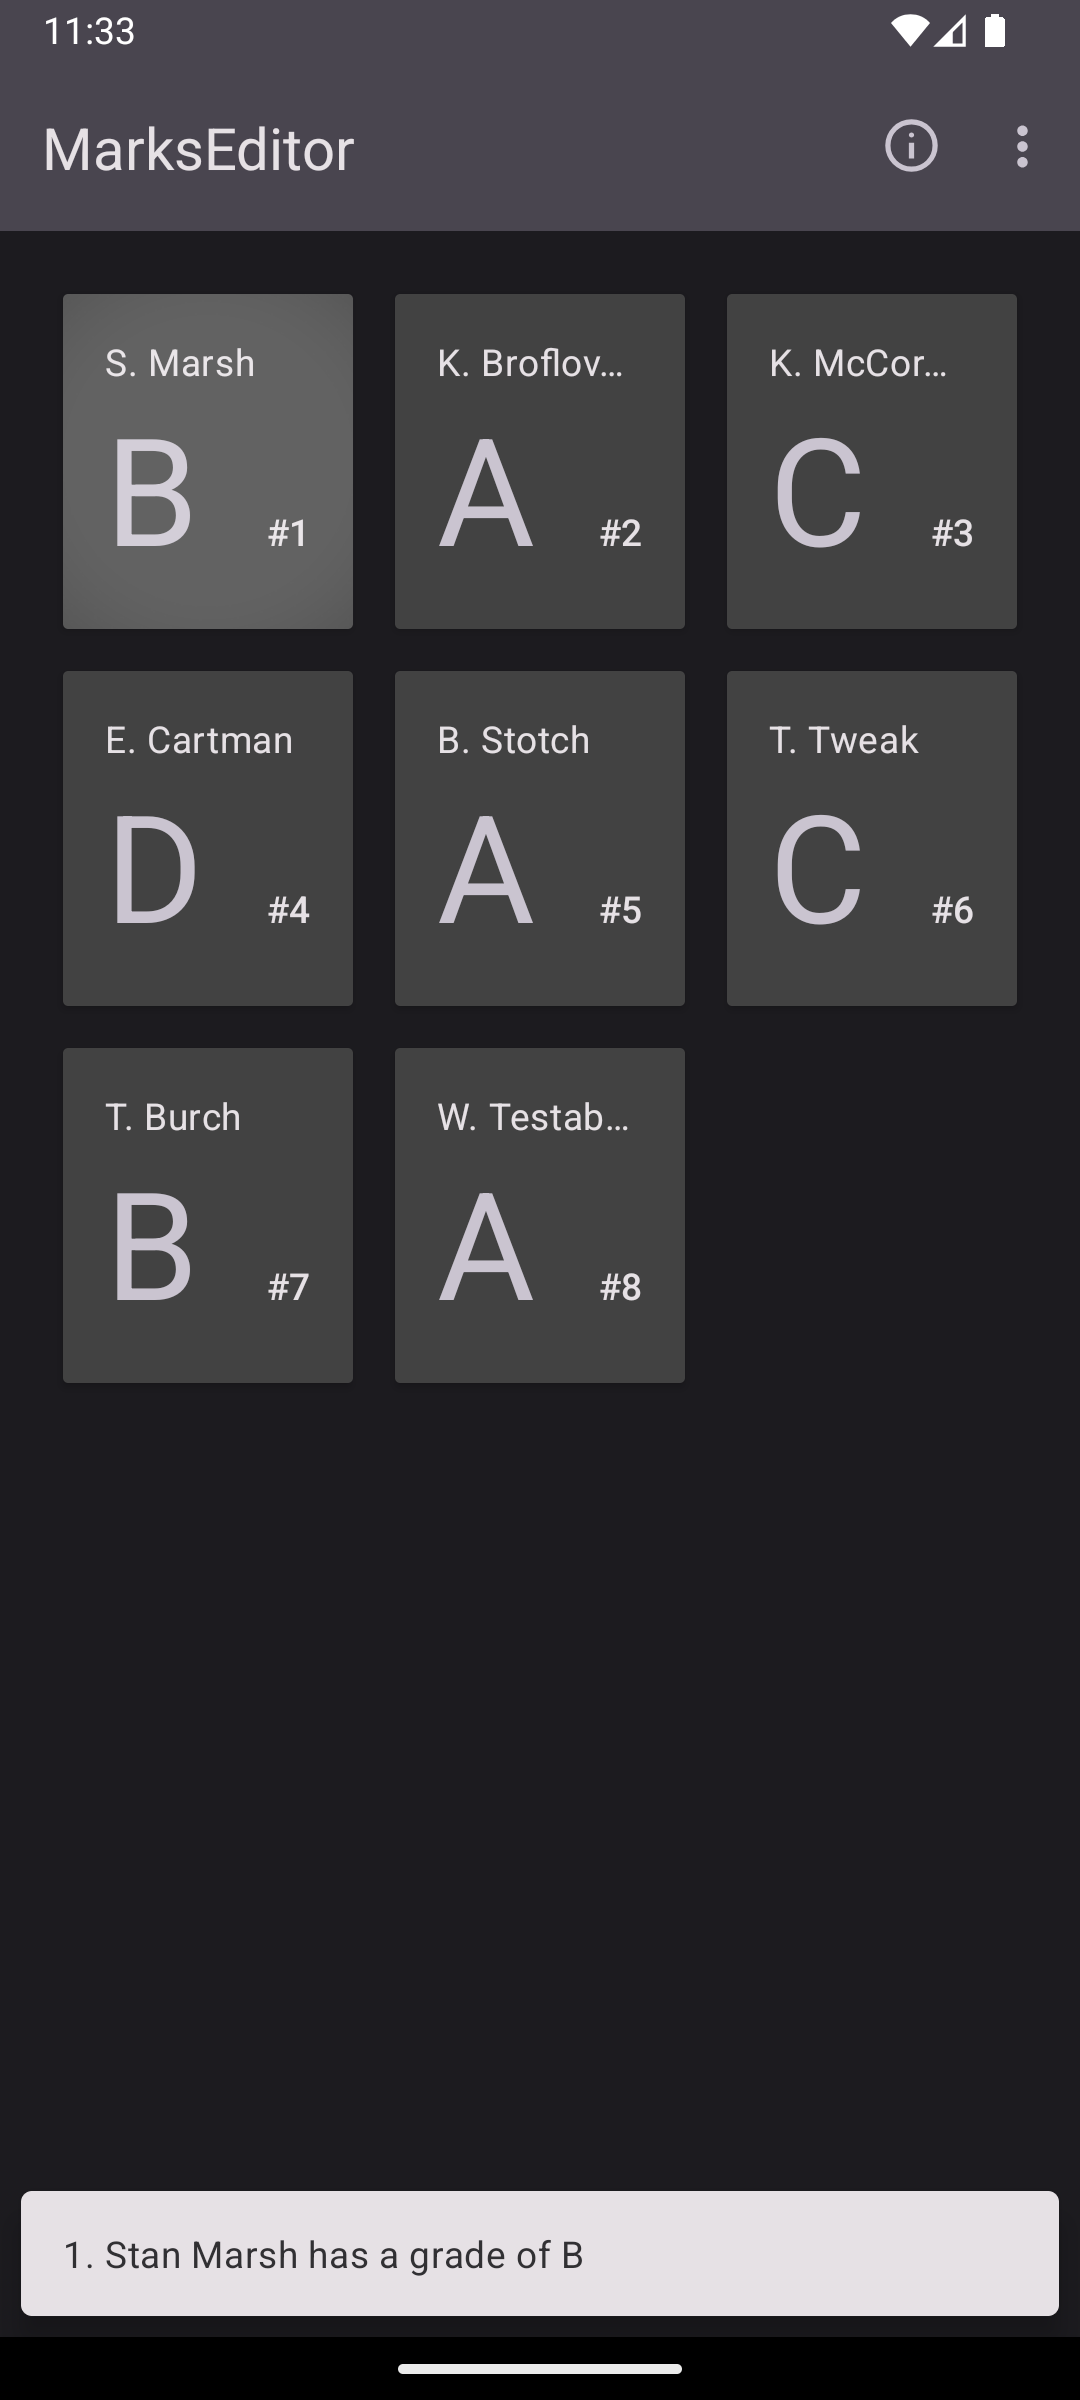 11:33
MarksEditor
S. Marsh
B #1
K. Broflov...
A #2
K. McCor...
C #3
E. Cartman
D #4
B. Stotch
A #5
T. Tweak
C #6
T. Burch
B #7
W. Testab...
A #8
1. Stan Marsh has a grade of B